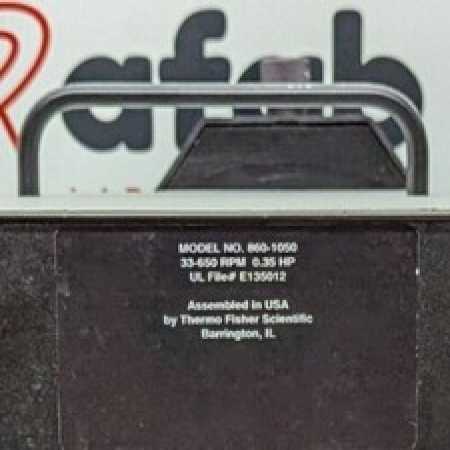 Rafab
MODEL NO. 860-1050
33-650 RPM 0.35 HP
UL File# E135012
Assembled in USA
by Thermo Fisher Scientific
Barrington, IL